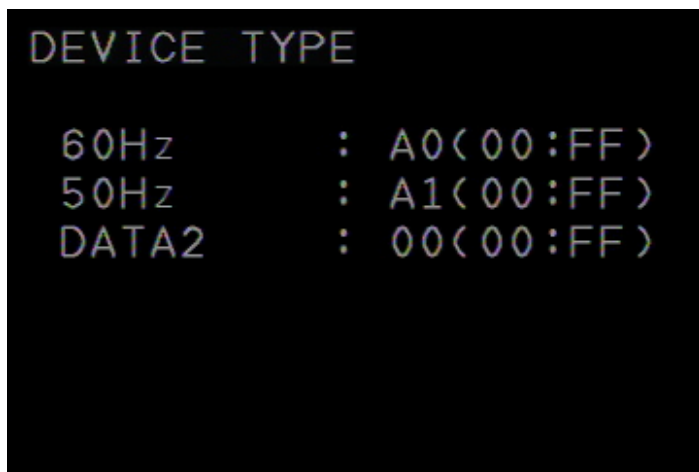 DEVICE TYPE
60Hz : A0(00:FF)
50Hz : A1(00:FF)
DATA2 : 00(00:FF)